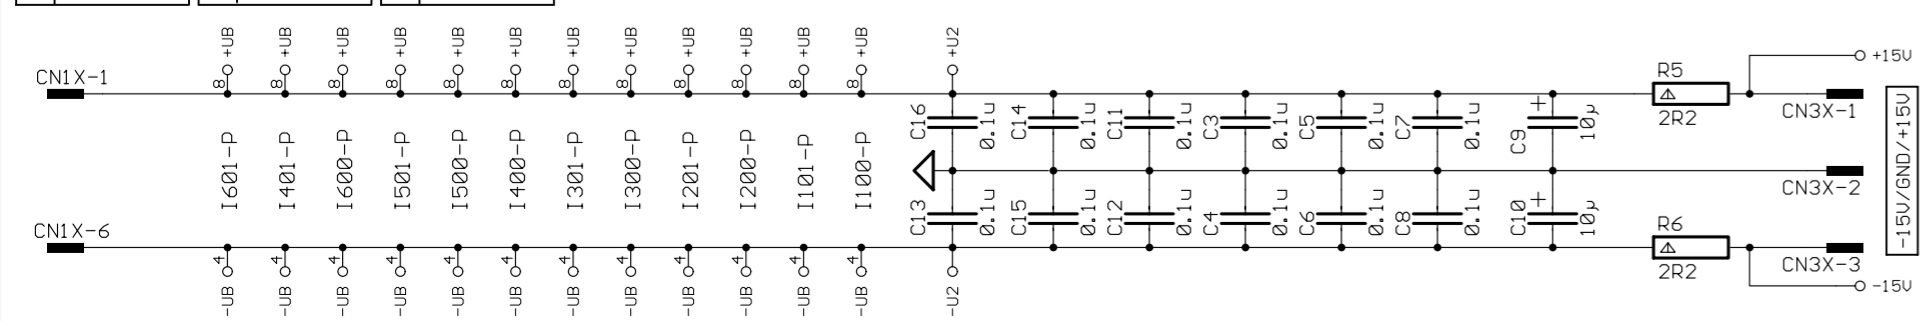 +UB +UB +UB +UB +UB +UB +UB +UB +UB +UB +UB +UB +U2
+15V
CN1X-1
8 8 8 8 8 8 8 8 8 8 8 8
R5
2R2
CN3X-1
C16 0.1u C14 0.1u C11 0.1u C3 0.1u C5 0.1u C7 0.1u C9 + 10µ
I601-P I401-P I600-P I501-P I500-P I400-P I301-P I300-P I201-P I200-P I101-P I100-P
CN3X-2
-15V/GND/+15V
C13 0.1u C15 0.1u C12 0.1u C4 0.1u C6 0.1u C8 0.1u C10 + 10µ
CN1X-6
R6
2R2
CN3X-3
4 4 4 4 4 4 4 4 4 4 4 4
-15V
-UB -UB -UB -UB -UB -UB -UB -UB -UB -UB -UB -UB -U2